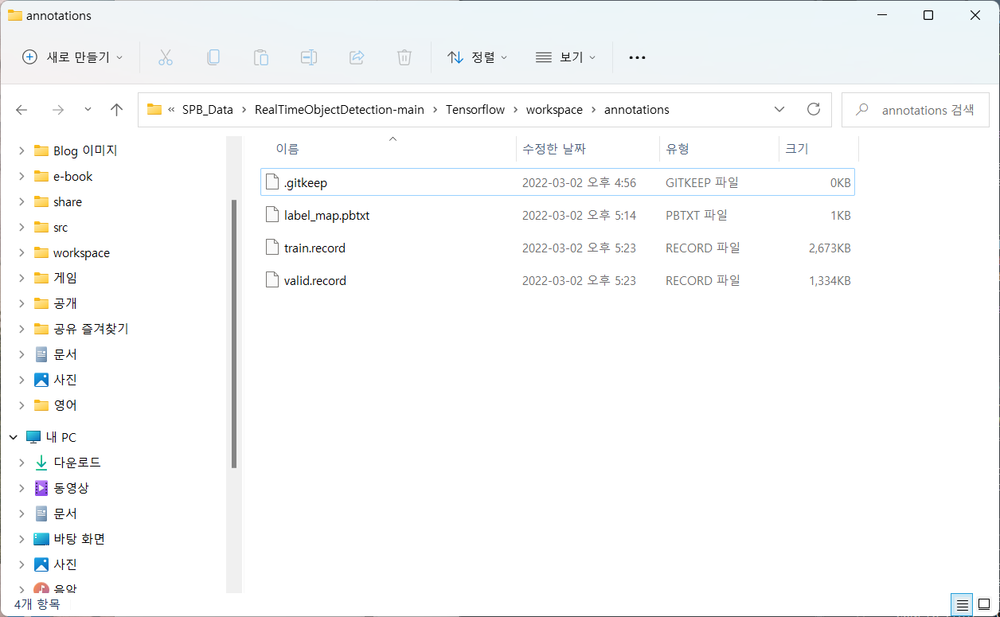 annotations
새로 만들기 정렬 보기
« SPB_Data > RealTimeObjectDetection-main > Tensorflow > workspace > annotations annotations 검색
이름 수정한 날짜 유형 크기
.gitkeep 2022-03-02 오후 4:56 GITKEEP 파일 0KB
label_map.pbtxt 2022-03-02 오후 5:14 PBTXT 파일 1KB
train.record 2022-03-02 오후 5:23 RECORD 파일 2,673KB
valid.record 2022-03-02 오후 5:23 RECORD 파일 1,334KB
Blog 이미지
e-book
share
src
workspace
게임
공개
공유 즐겨찾기
문서
사진
영어
내 PC
다운로드
동영상
문서
바탕 화면
사진
음악
4개 항목